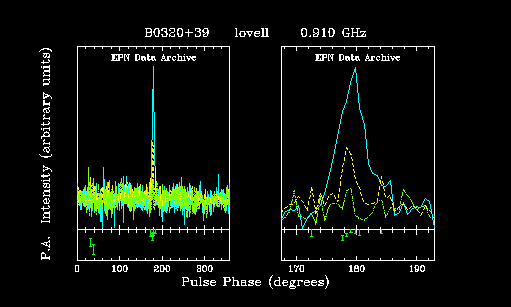 B0320+39 lovell 0.910 GHz
EPN Data Archive EPN Data Archive
P.A. Intensity (arbitrary units)
0 100 200 300 170 180 190
Pulse Phase (degrees)